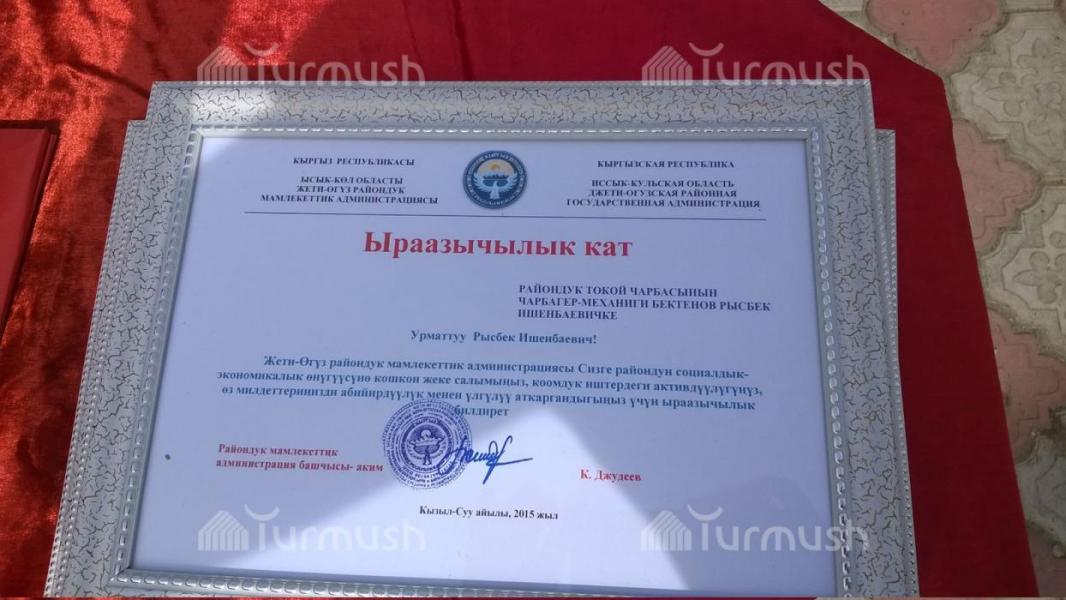 Turmush Turmush
КЫРГЫЗ РЕСПУБЛИКАСЫ
ЫСЫК-КӨЛ ОБЛАСТЫ
ЖЕТИ-ӨГҮЗ РАЙОНДУК
МАМЛЕКЕТТИК АДМИНИСТРАЦИЯСЫ
КЫРГЫЗСКАЯ РЕСПУБЛИКА
ИССЫК-КУЛЬСКАЯ ОБЛАСТЬ
ДЖЕТИ-ОГУЗСКАЯ РАЙОННАЯ
ГОСУДАРСТВЕННАЯ АДМИНИСТРАЦИЯ
Ыраазычылык кат
РАЙОНДУК ТОКОЙ ЧАРБАСЫНЫН
ЧАРБАГЕР-МЕХАНИГИ БЕКТЕНОВ РЫСБЕК
ИШЕНБАЕВИЧКЕ
Урматтуу Рысбек Ишенбаевич!
Жети-Өгүз райондук мамлекеттик администрациясы Сизге райондун социалдык-
экономикалык өнүгүүсүнө кошкон жеке салымыңыз, коомдук иштердеги активдүүлүгүңүз,
өз милдеттериңизди абийирдүүлүк менен үлгүлүү аткаргандыгыңыз үчүн ыраазычылык
билдирет
Райондук мамлекеттик
администрация башчысы- аким
К. Джудеев
Кызыл-Суу айылы, 2015 жыл
Turmush Turmush